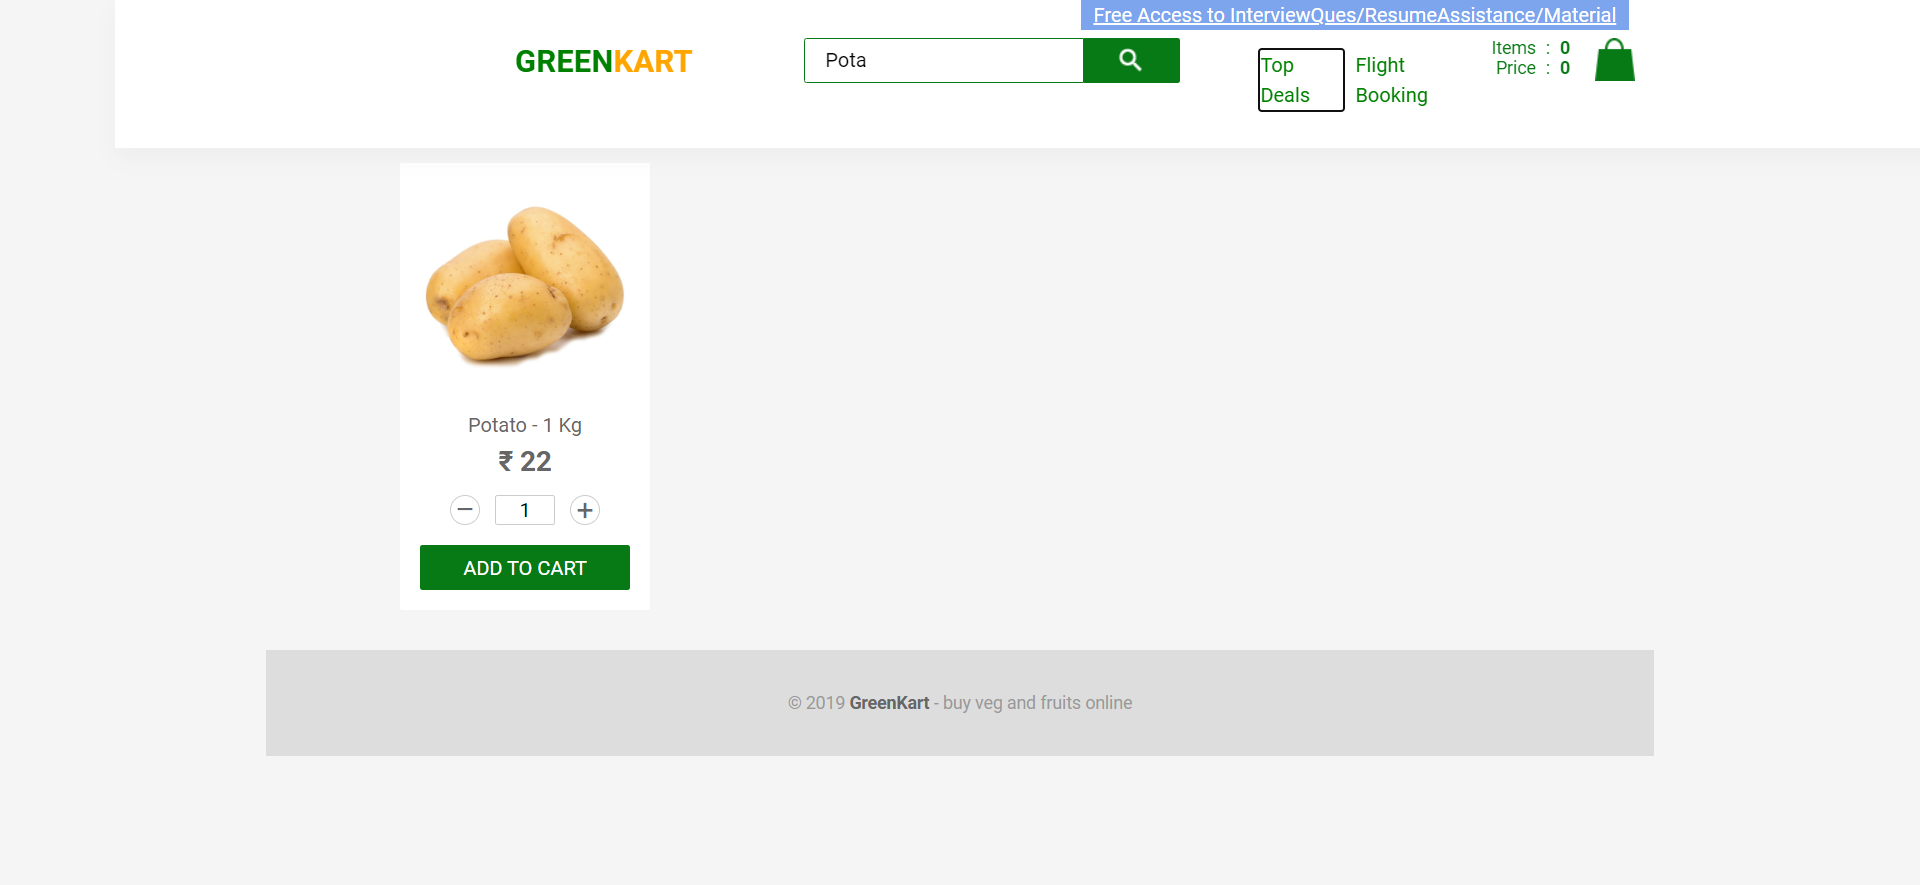 Free Access to InterviewQues/ResumeAssistance/Material
GREENKART
Pota
Top
Deals
Flight
Booking
Items : 0
Price : 0
Potato - 1 Kg
₹ 22
1
ADD TO CART
© 2019 GreenKart - buy veg and fruits online